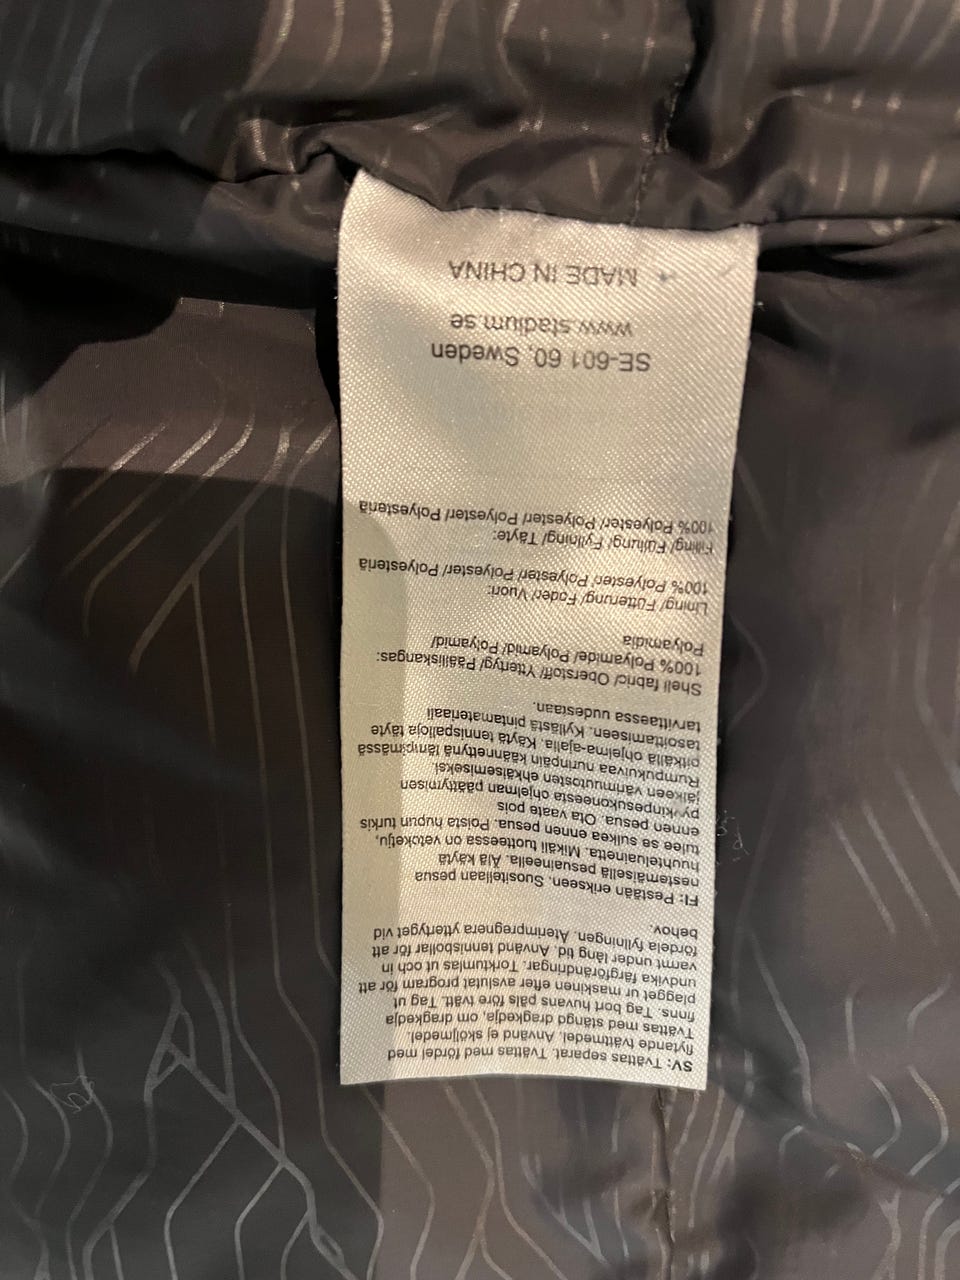 SV: Tvättas separat. Tvättas med fördel med
flytande tvättmedel. Använd ej sköljmedel.
Tvättas med stängd dragkedja, om dragkedja
finns. Tag bort huvans päls före tvätt. Tag ut
plagget ur maskinen efter avslutat program för att
undvika färgförändringar. Torktumlas ut och in
varmt under lång tid. Använd tennisbollar för att
fördela fyllningen. Återimpregnera yttertyget vid
behov.
FI: Pestään erikseen. Suositellaan pesua
nestemäisellä pesuaineella. Älä käytä
huuhteluainetta. Mikäli tuotteessa on vetoketju,
tulee se sulkea ennen pesua. Poista hupun turkis
ennen pesua. Ota vaate pois
pyykinpesukoneesta ohjelman päättymisen
jälkeen värimuutosten ehkäisemiseksi
Rumpukuivaa nurinpäin käännettynä lämpimässä
pitkällä ohjelma-ajalla. Käytä tennispalloja täyte
tasoittamiseen. Kyllästä pintamateriaali
tarvittaessa uudestaan.
Shell fabric/ Oberstoff/ Yttertyg/ Päälliskangas:
100% Polyamide/ Polyamid/ Polyamid/
Polyamidia
Lining/ Fütterung/ Foder/ Vuori:
100% Polyester/ Polyester/ Polyester/ Polyesteriä
Filling/ Füllung/ Fyllning/ Täyte:
100% Polyester/ Polyester/ Polyester/ Polyesteriä
SE-601 60, Sweden
www.stadium.se
MADE IN CHINA